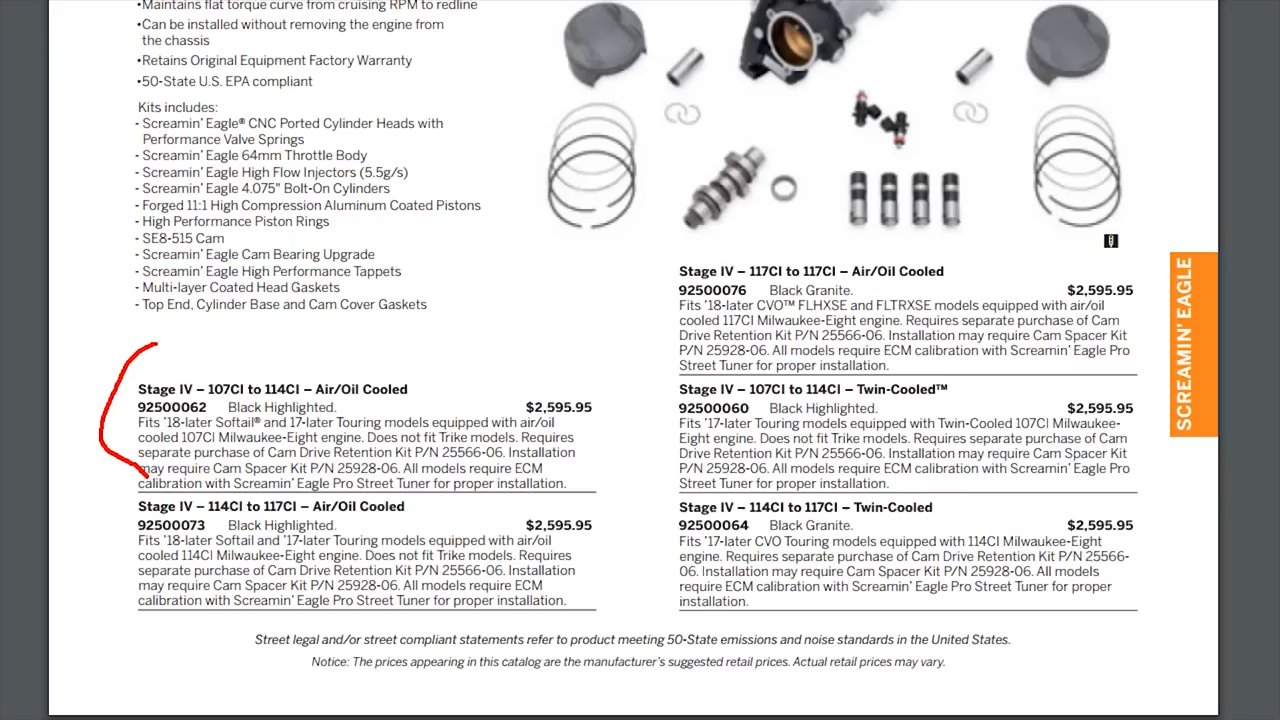 •Maintains flat torque curve from cruising RPM to redline
•Can be installed without removing the engine from
the chassis
•Retains Original Equipment Factory Warranty
•50-State U.S. EPA compliant
Kits includes:
- Screamin' Eagle® CNC Ported Cylinder Heads with
Performance Valve Springs
- Screamin' Eagle 64mm Throttle Body
- Screamin' Eagle High Flow Injectors (5.5g/s)
- Screamin' Eagle 4.075" Bolt-On Cylinders
- Forged 11:1 High Compression Aluminum Coated Pistons
- High Performance Piston Rings
- SE8-515 Cam
- Screamin' Eagle Cam Bearing Upgrade
- Screamin' Eagle High Performance Tappets
- Multi-layer Coated Head Gaskets
- Top End, Cylinder Base and Cam Cover Gaskets
Stage IV – 107CI to 114CI – Air/Oil Cooled
92500062 Black Highlighted. $2,595.95
Fits '18-later Softail® and 17-later Touring models equipped with air/oil
cooled 107CI Milwaukee-Eight engine. Does not fit Trike models. Requires
separate purchase of Cam Drive Retention Kit P/N 25566-06. Installation
may require Cam Spacer Kit P/N 25928-06. All models require ECM
calibration with Screamin' Eagle Pro Street Tuner for proper installation.
Stage IV – 114CI to 117CI – Air/Oil Cooled
92500073 Black Highlighted. $2,595.95
Fits '18-later Softail and '17-later Touring models equipped with air/oil
cooled 114CI Milwaukee-Eight engine. Does not fit Trike models. Requires
separate purchase of Cam Drive Retention Kit P/N 25566-06. Installation
may require Cam Spacer Kit P/N 25928-06. All models require ECM
calibration with Screamin' Eagle Pro Street Tuner for proper installation.
Stage IV – 117CI to 117CI – Air/Oil Cooled
92500076 Black Granite. $2,595.95
Fits '18-later CVO™ FLHXSE and FLTRXSE models equipped with air/oil
cooled 117CI Milwaukee-Eight engine. Requires separate purchase of Cam
Drive Retention Kit P/N 25566-06. Installation may require Cam Spacer Kit
P/N 25928-06. All models require ECM calibration with Screamin' Eagle Pro
Street Tuner for proper installation.
Stage IV – 107CI to 114CI – Twin-Cooled™
92500060 Black Highlighted. $2,595.95
Fits '17-later Touring models equipped with Twin-Cooled 107CI Milwaukee-
Eight engine. Does not fit Trike models. Requires separate purchase of Cam
Drive Retention Kit P/N 25566-06. Installation may require Cam Spacer Kit
P/N 25928-06. All models require ECM calibration with Screamin' Eagle Pro
Street Tuner for proper installation.
Stage IV – 114CI to 117CI – Twin-Cooled
92500064 Black Granite. $2,595.95
Fits '17-later CVO Touring models equipped with 114CI Milwaukee-Eight
engine. Requires separate purchase of Cam Drive Retention Kit P/N 25566-
06. Installation may require Cam Spacer Kit P/N 25928-06. All models
require ECM calibration with Screamin' Eagle Pro Street Tuner for proper
installation.
SCREAMIN' EAGLE
Street legal and/or street compliant statements refer to product meeting 50-State emissions and noise standards in the United States.
Notice: The prices appearing in this catalog are the manufacturer's suggested retail prices. Actual retail prices may vary.